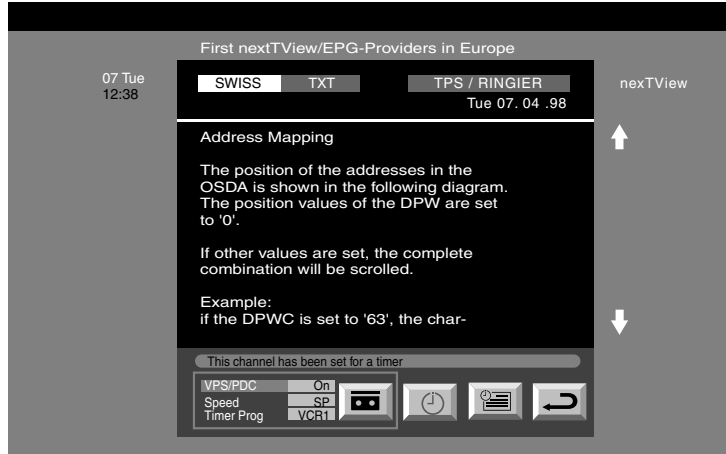 First nextTView/EPG-Providers in Europe
07 Tue
12:38
SWISS TXT TPS / RINGIER
nexTView
Tue 07. 04 .98
Address Mapping
The position of the addresses in the
OSDA is shown in the following diagram.
The position values of the DPW are set
to '0'.
If other values are set, the complete
combination will be scrolled.
Example:
if the DPWC is set to '63', the char-
This channel has been set for a timer
VPS/PDC On
Speed SP
Timer Prog VCR1